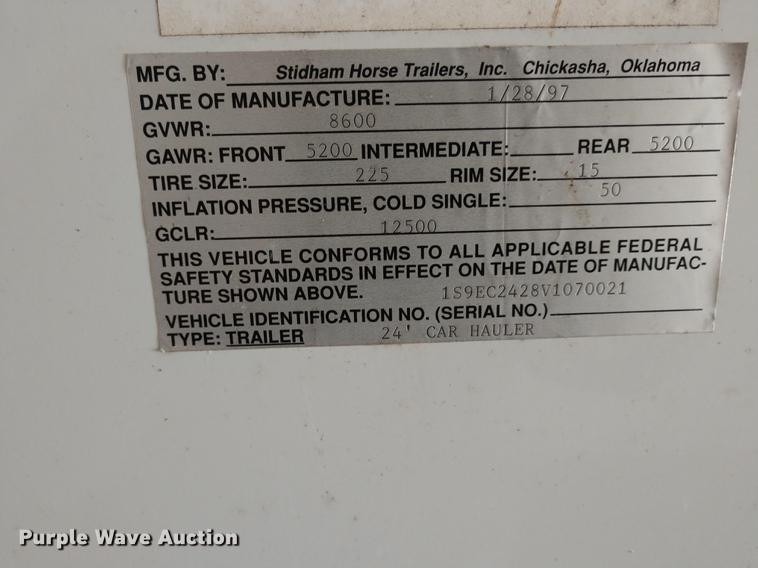 MFG. BY: Stidham Horse Trailers, Inc. Chickasha, Oklahoma
DATE OF MANUFACTURE: 1/28/97
GVWR: 8600
GAWR: FRONT 5200 INTERMEDIATE: REAR 5200
TIRE SIZE: 225 RIM SIZE: 15
INFLATION PRESSURE, COLD SINGLE: 50
GCLR: 12500
THIS VEHICLE CONFORMS TO ALL APPLICABLE FEDERAL
SAFETY STANDARDS IN EFFECT ON THE DATE OF MANUFAC-
TURE SHOWN ABOVE. 1S9EC2428V1070021
VEHICLE IDENTIFICATION NO. (SERIAL NO.)
TYPE: TRAILER 24' CAR HAULER
Purple Wave Auction